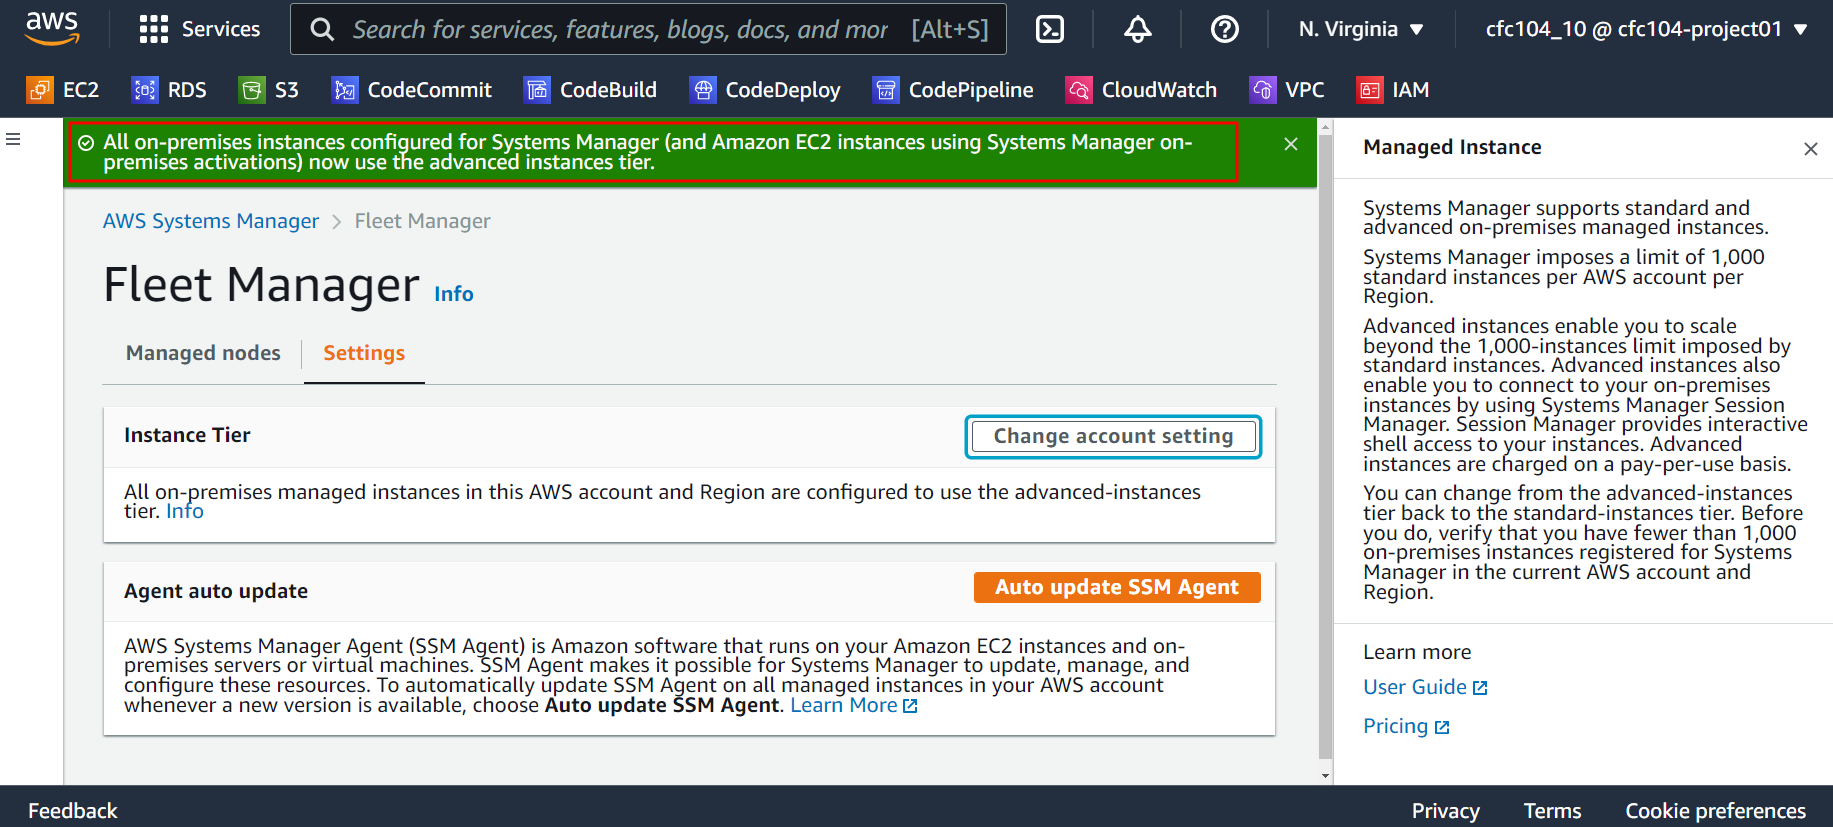 aws
Services
Search for services, features, blogs, docs, and mor
[Alt+S]
N. Virginia
cfc104_10 @ cfc104-project01
EC2
RDS
S3
CodeCommit
CodeBuild
CodeDeploy
CodePipeline
CloudWatch
VPC
IAM
All on-premises instances configured for Systems Manager (and Amazon EC2 instances using Systems Manager on-
premises activations) now use the advanced instances tier.
AWS Systems Manager > Fleet Manager
Fleet Manager Info
Managed nodes
Settings
Instance Tier
Change account setting
All on-premises managed instances in this AWS account and Region are configured to use the advanced-instances
tier. Info
Agent auto update
Auto update SSM Agent
AWS Systems Manager Agent (SSM Agent) is Amazon software that runs on your Amazon EC2 instances and on-
premises servers or virtual machines. SSM Agent makes it possible for Systems Manager to update, manage, and
configure these resources. To automatically update SSM Agent on all managed instances in your AWS account
whenever a new version is available, choose Auto update SSM Agent. Learn More
Managed Instance
Systems Manager supports standard and
advanced on-premises managed instances.
Systems Manager imposes a limit of 1,000
standard instances per AWS account per
Region.
Advanced instances enable you to scale
beyond the 1,000-instances limit imposed by
standard instances. Advanced instances also
enable you to connect to your on-premises
instances by using Systems Manager Session
Manager. Session Manager provides interactive
shell access to your instances. Advanced
instances are charged on a pay-per-use basis.
You can change from the advanced-instances
tier back to the standard-instances tier. Before
you do, verify that you have fewer than 1,000
on-premises instances registered for Systems
Manager in the current AWS account and
Region.
Learn more
User Guide
Pricing
Feedback
Privacy
Terms
Cookie preferences